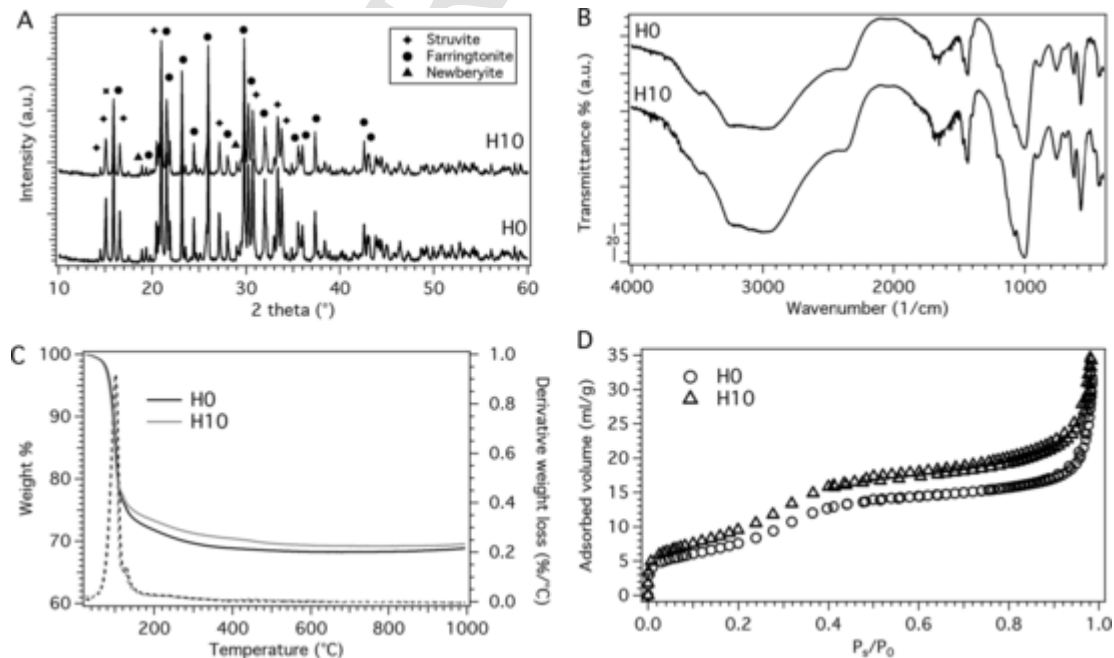 A
Intensity (a.u.)
Struvite
Farringtonite
Newberyite
H10
H0
10 20 30 40 50 60
2 theta (°)
B
Transmittance % (a.u.)
H0
H10
20
4000 3000 2000 1000
Wavenumber (1/cm)
C
Weight %
100
90
80
70
60
H0
H10
1.0
0.8
0.6
0.4
0.2
0.0
Derivative weight loss (%/°C)
200 400 600 800 1000
Temperature (°C)
D
Adsorbed volume (ml/g)
35
30
25
20
15
10
5
0
H0
H10
0.0 0.2 0.4 0.6 0.8 1.0
Ps/P0